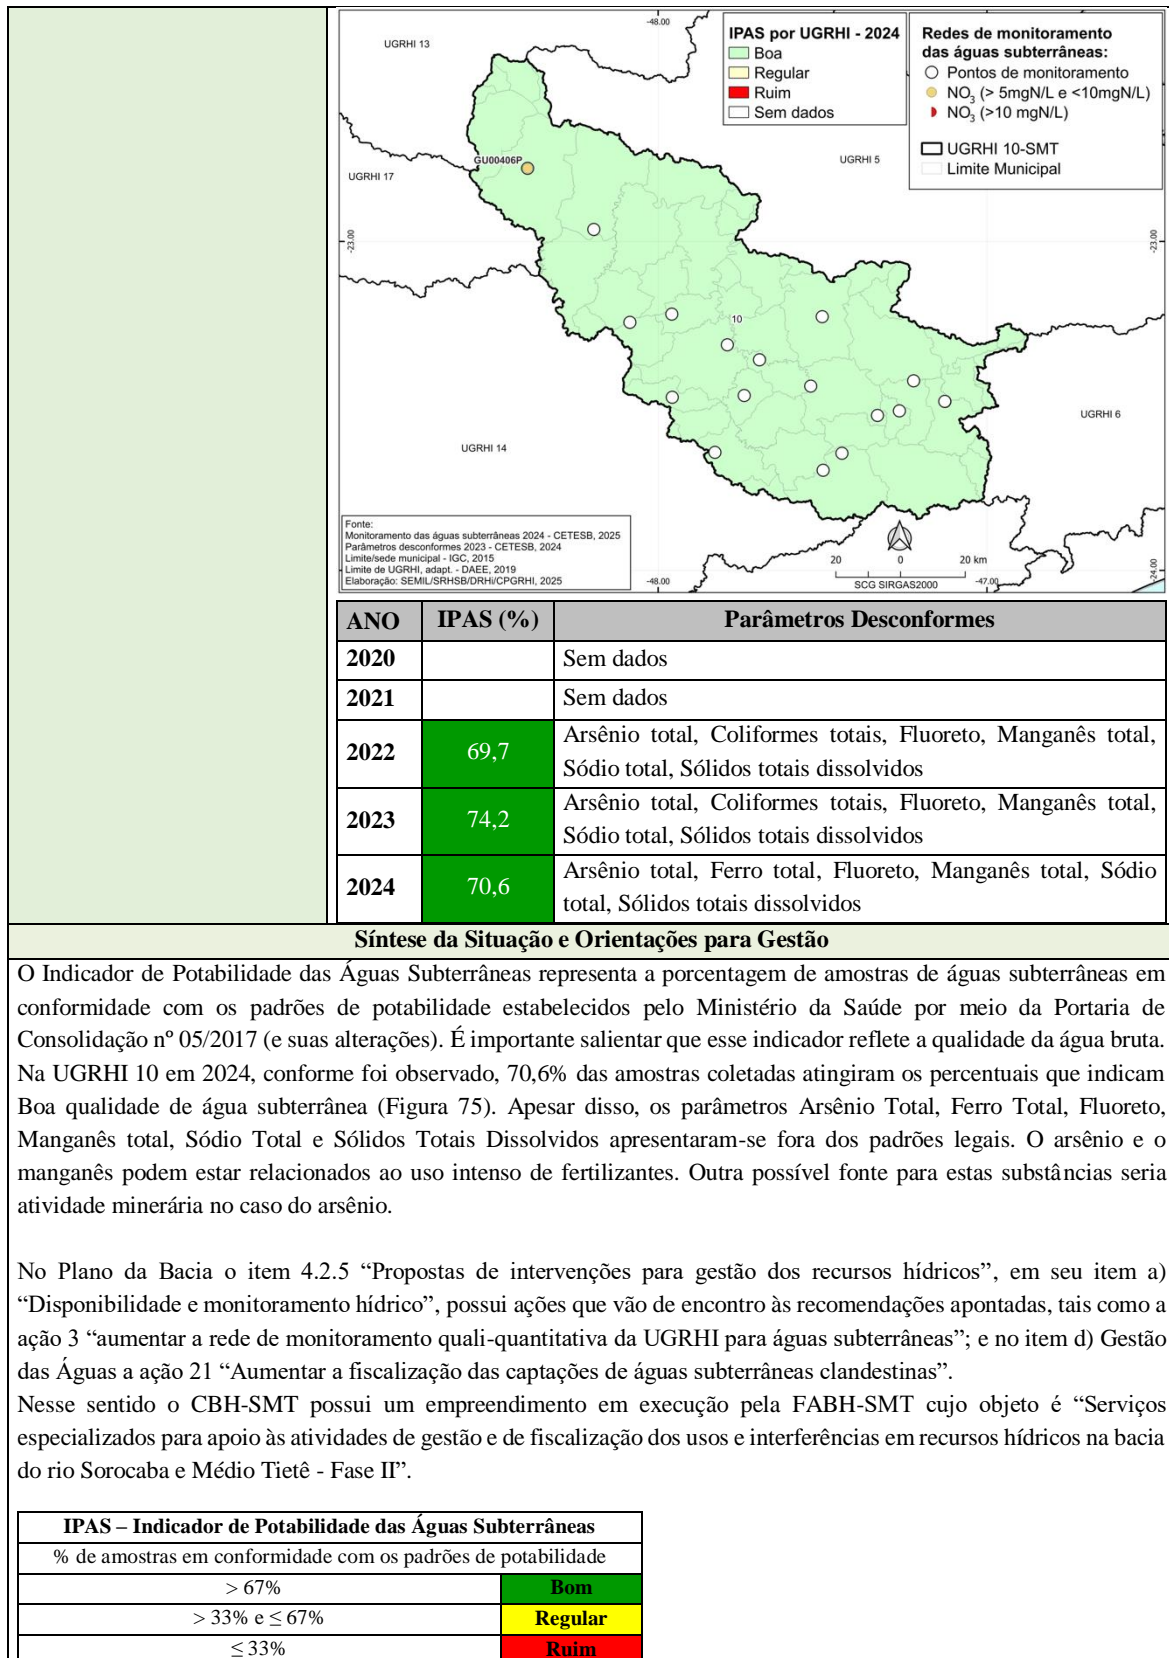 -48.00
UGRHI 13
IPAS por UGRHI - 2024
Boa
Regular
Ruim
Sem dados
Redes de monitoramento
das águas subterrâneas:
Pontos de monitoramento
NO3 (> 5mgN/L e <10mgN/L)
NO3 (>10 mgN/L)
UGRHI 10-SMT
Limite Municipal
GU00406P
UGRHI 5
UGRHI 17
-23.00
-23.00
10
UGRHI 6
UGRHI 14
Fonte:
Monitoramento das águas subterrâneas 2024 - CETESB, 2025
Parâmetros desconformes 2023 - CETESB, 2024
Limite/sede municipal - IGC, 2015
Limite de UGRHI, adapt. - DAEE, 2019
Elaboração: SEMIL/SRHSB/DRHi/CPGRHI, 2025
20 0 20 km
SCG SIRGAS2000
-48.00
-47.00
-24.00
ANO IPAS (%) Parâmetros Desconformes
2020 Sem dados
2021 Sem dados
2022 69,7 Arsênio total, Coliformes totais, Fluoreto, Manganês total,
Sódio total, Sólidos totais dissolvidos
2023 74,2 Arsênio total, Coliformes totais, Fluoreto, Manganês total,
Sódio total, Sólidos totais dissolvidos
2024 70,6 Arsênio total, Ferro total, Fluoreto, Manganês total, Sódio
total, Sólidos totais dissolvidos
Síntese da Situação e Orientações para Gestão
O Indicador de Potabilidade das Águas Subterrâneas representa a porcentagem de amostras de águas subterrâneas em
conformidade com os padrões de potabilidade estabelecidos pelo Ministério da Saúde por meio da Portaria de
Consolidação nº 05/2017 (e suas alterações). É importante salientar que esse indicador reflete a qualidade da água bruta.
Na UGRHI 10 em 2024, conforme foi observado, 70,6% das amostras coletadas atingiram os percentuais que indicam
Boa qualidade de água subterrânea (Figura 75). Apesar disso, os parâmetros Arsênio Total, Ferro Total, Fluoreto,
Manganês total, Sódio Total e Sólidos Totais Dissolvidos apresentaram-se fora dos padrões legais. O arsênio e o
manganês podem estar relacionados ao uso intenso de fertilizantes. Outra possível fonte para estas substâncias seria
atividade minerária no caso do arsênio.
No Plano da Bacia o item 4.2.5 “Propostas de intervenções para gestão dos recursos hídricos”, em seu item a)
“Disponibilidade e monitoramento hídrico”, possui ações que vão de encontro às recomendações apontadas, tais como a
ação 3 “aumentar a rede de monitoramento quali-quantitativa da UGRHI para águas subterrâneas”; e no item d) Gestão
das Águas a ação 21 “Aumentar a fiscalização das captações de águas subterrâneas clandestinas”.
Nesse sentido o CBH-SMT possui um empreendimento em execução pela FABH-SMT cujo objeto é “Serviços
especializados para apoio às atividades de gestão e de fiscalização dos usos e interferências em recursos hídricos na bacia
do rio Sorocaba e Médio Tietê - Fase II”.
IPAS – Indicador de Potabilidade das Águas Subterrâneas
% de amostras em conformidade com os padrões de potabilidade
> 67% Bom
> 33% e ≤ 67% Regular
≤ 33% Ruim